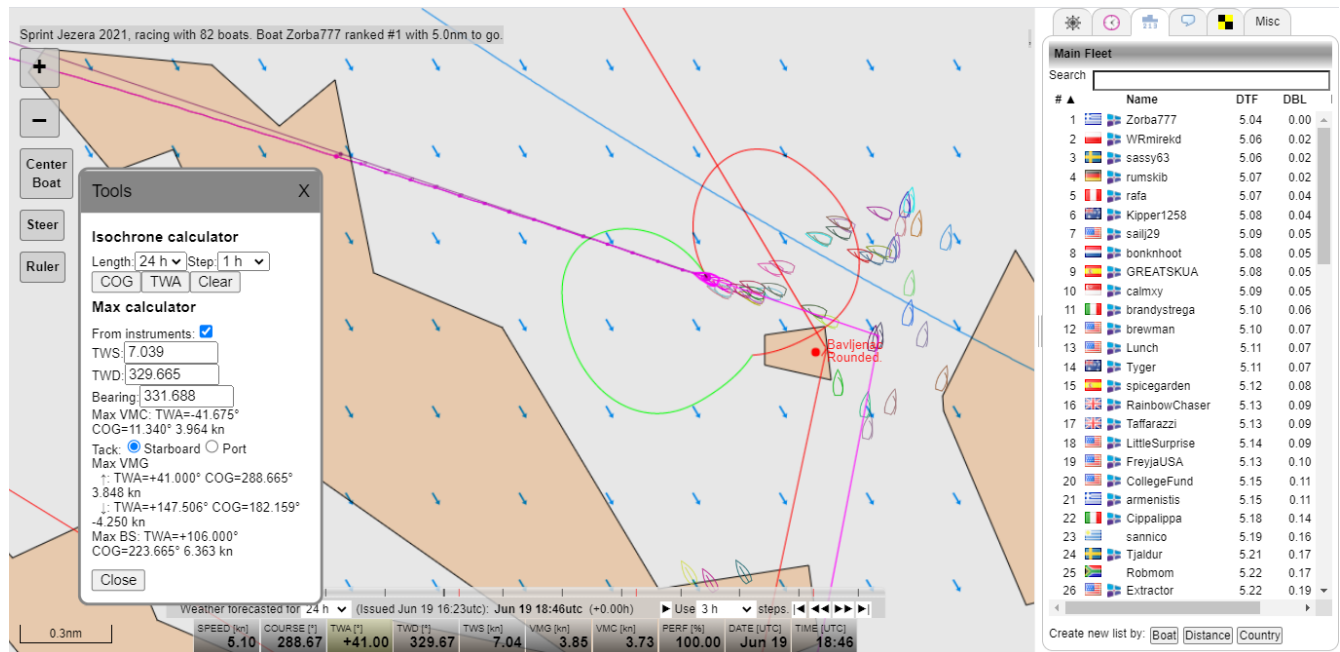 Sprint Jezera 2021, racing with 82 boats. Boat Zorba777 ranked #1 with 5.0nm to go.
+
−
Center
Boat
Steer
Ruler
Tools X
Isochrone calculator
Length: 24 h Step: 1 h
COG TWA Clear
Max calculator
From instruments:
TWS: 7.039
TWD: 329.665
Bearing: 331.688
Max VMC: TWA=-41.675°
COG=11.340° 3.964 kn
Tack: Starboard Port
Max VMG
↑: TWA=+41.000° COG=288.665°
3.848 kn
↓: TWA=+147.506° COG=182.159°
-4.250 kn
Max BS: TWA=+106.000°
COG=223.665° 6.363 kn
Close
Rounded.
0.3nm
Weather forecasted for 24 h (Issued Jun 19 16:23utc): Jun 19 18:46utc (+0.00h) ▶ Use 3 h steps. |◀ ◀◀ ▶▶ ▶|
SPEED [kn] COURSE [°] TWA [°] TWD [°] TWS [kn] VMG [kn] VMC [kn] PERF [%] DATE [UTC] TIME [UTC]
5.10 288.67 +41.00 329.67 7.04 3.85 3.73 100.00 Jun 19 18:46
Misc
Main Fleet
Search
# ▲ Name DTF DBL
1 Zorba777 5.04 0.00
2 WRmirekd 5.06 0.02
3 sassy63 5.06 0.02
4 rumskib 5.07 0.02
5 rafa 5.07 0.04
6 Kipper1258 5.08 0.04
7 sailj29 5.09 0.05
8 bonknhoot 5.08 0.05
9 GREATSKUA 5.08 0.05
10 calmxy 5.09 0.05
11 brandystrega 5.10 0.06
12 brewman 5.10 0.07
13 Lunch 5.11 0.07
14 Tyger 5.11 0.07
15 spicegarden 5.12 0.08
16 RainbowChaser 5.13 0.09
17 Taffarazzi 5.13 0.09
18 LittleSurprise 5.14 0.09
19 FreyjaUSA 5.13 0.10
20 CollegeFund 5.15 0.11
21 armenistis 5.15 0.11
22 Cippalippa 5.18 0.14
23 sannico 5.19 0.16
24 Tjaldur 5.21 0.17
25 Robmom 5.22 0.17
26 Extractor 5.22 0.19
Create new list by: Boat Distance Country